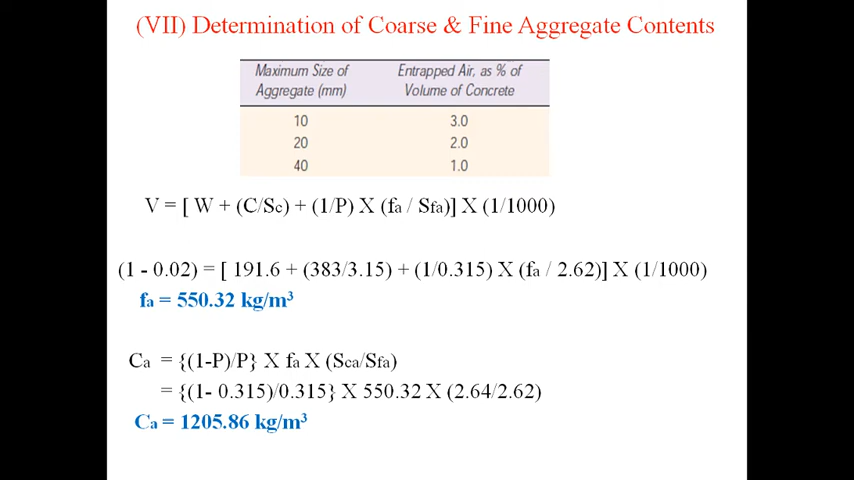 (VII) Determination of Coarse & Fine Aggregate Contents
Maximum Size of Aggregate (mm) Entrapped Air, as % of Volume of Concrete
10 3.0
20 2.0
40 1.0
V = [ W + (C/Sc) + (1/P) X (fa / Sfa)] X (1/1000)
(1 - 0.02) = [ 191.6 + (383/3.15) + (1/0.315) X (fa / 2.62)] X (1/1000)
fa = 550.32 kg/m³
Ca = {(1-P)/P} X fa X (Sca/Sfa)
= {(1- 0.315)/0.315} X 550.32 X (2.64/2.62)
Ca = 1205.86 kg/m³